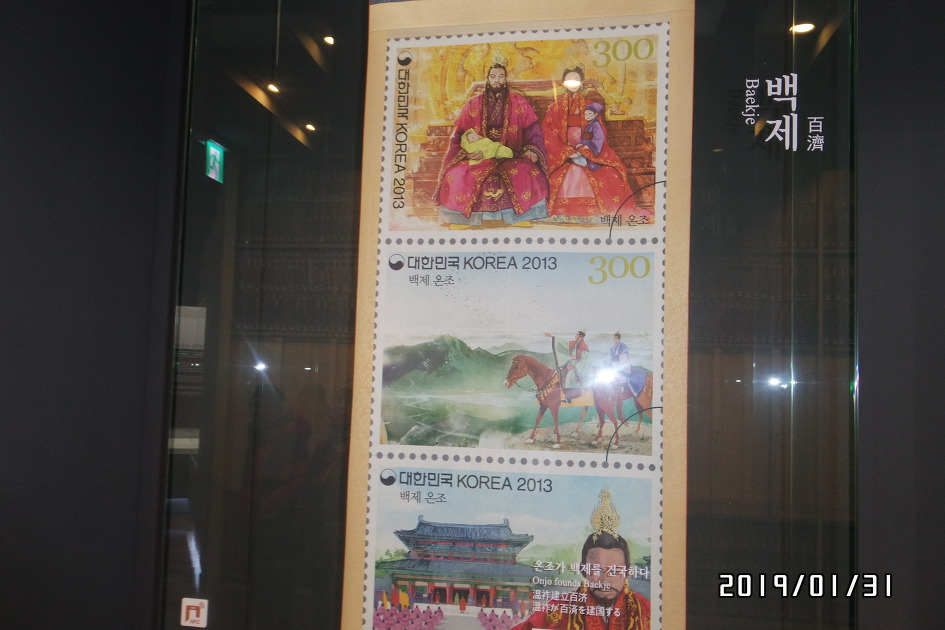 300
대한민국 KOREA 2013
백제 온조
백제
Baekje
百濟
대한민국 KOREA 2013
300
백제 온조
대한민국 KOREA 2013
백제 온조
온조가 백제를 건국하다
Onjo founds Baekje
温祚建立百济
温祚が百済を建国する
2019/01/31